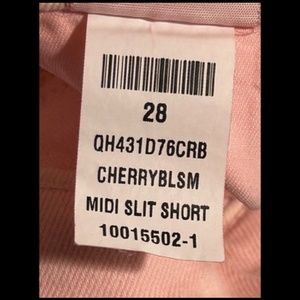 28
QH431D76CRB
CHERRYBLSM
MIDI SLIT SHORT
10015502-1